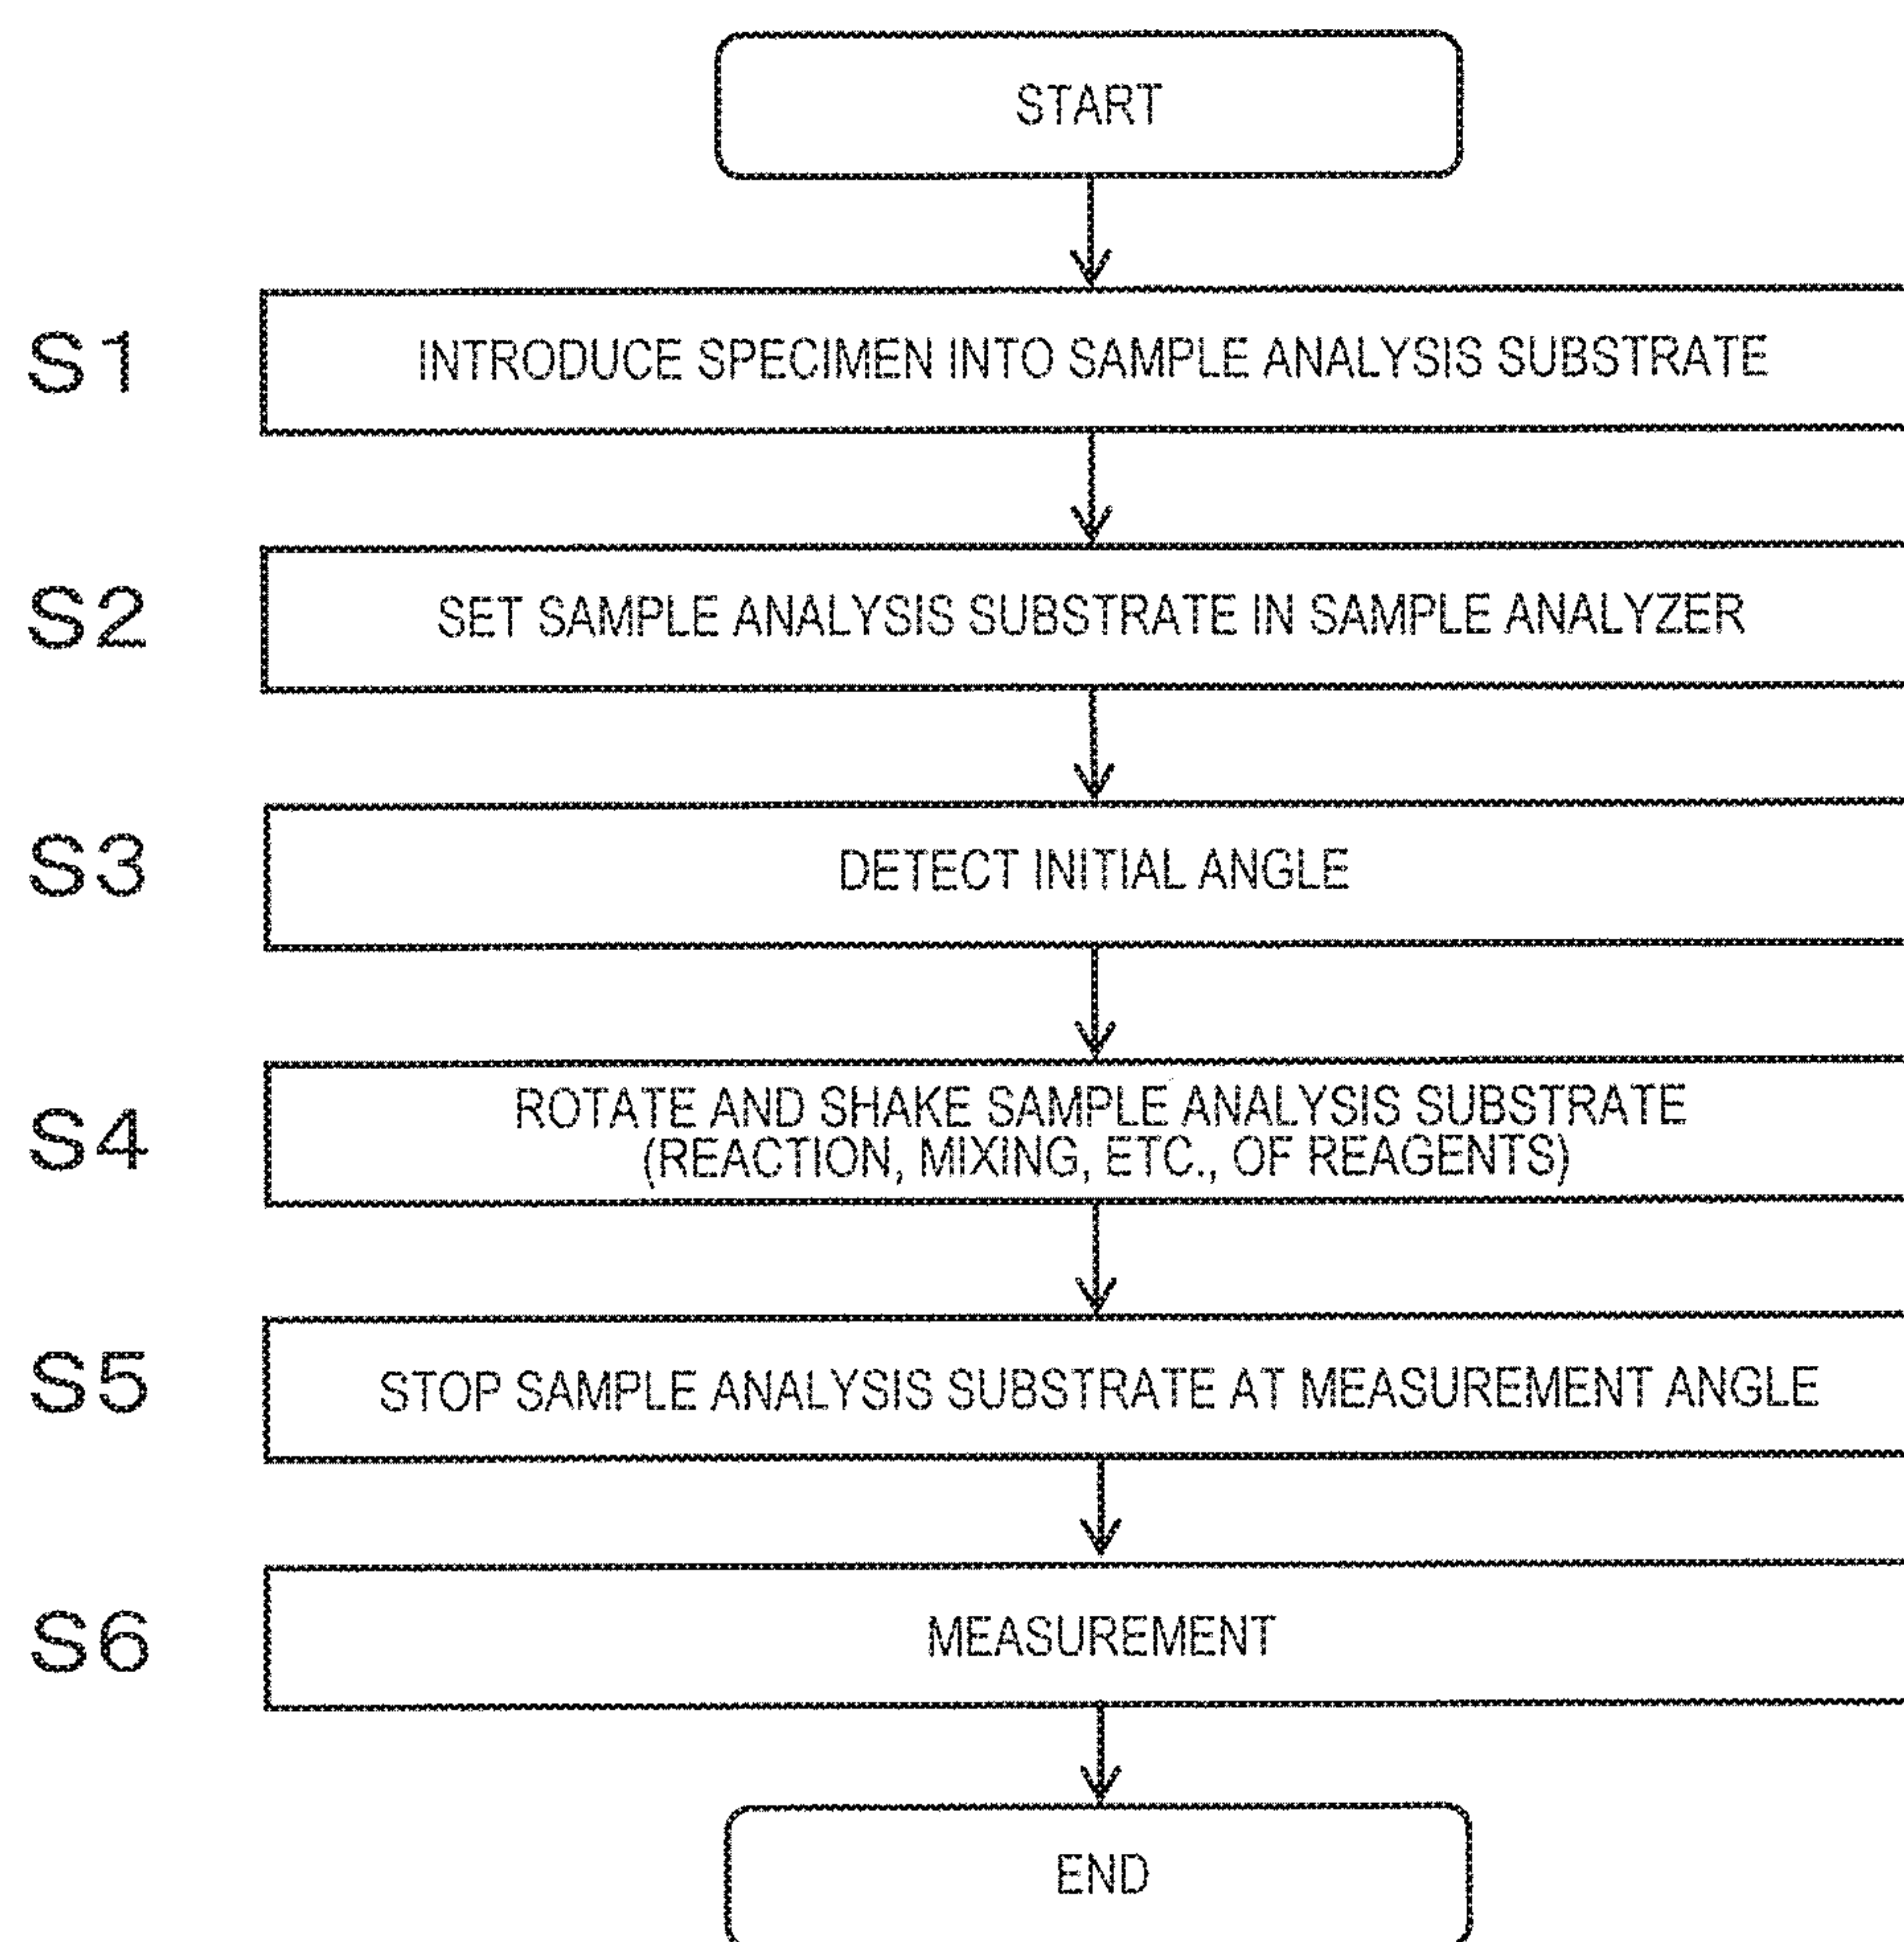 START
S1
INTRODUCE SPECIMEN INTO SAMPLE ANALYSIS SUBSTRATE
S2
SET SAMPLE ANALYSIS SUBSTRATE IN SAMPLE ANALYZER
S3
DETECT INITIAL ANGLE
S4
ROTATE AND SHAKE SAMPLE ANALYSIS SUBSTRATE
(REACTION, MIXING, ETC., OF REAGENTS)
S5
STOP SAMPLE ANALYSIS SUBSTRATE AT MEASUREMENT ANGLE
S6
MEASUREMENT
END